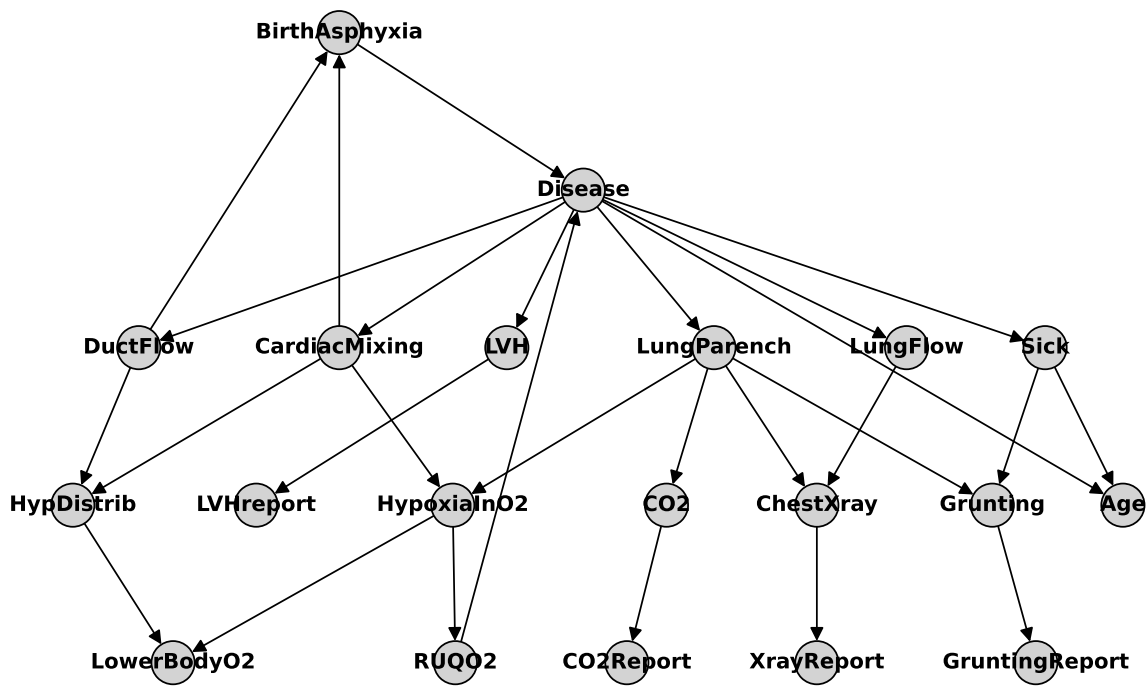 BirthAsphyxia
Disease
DuctFlow
CardiacMixing
LVH
LungParench
LungFlow
Sick
HypDistrib
LVHreport
HypoxiaInO2
CO2
ChestXray
Grunting
Age
LowerBodyO2
RUQO2
CO2Report
XrayReport
GruntingReport